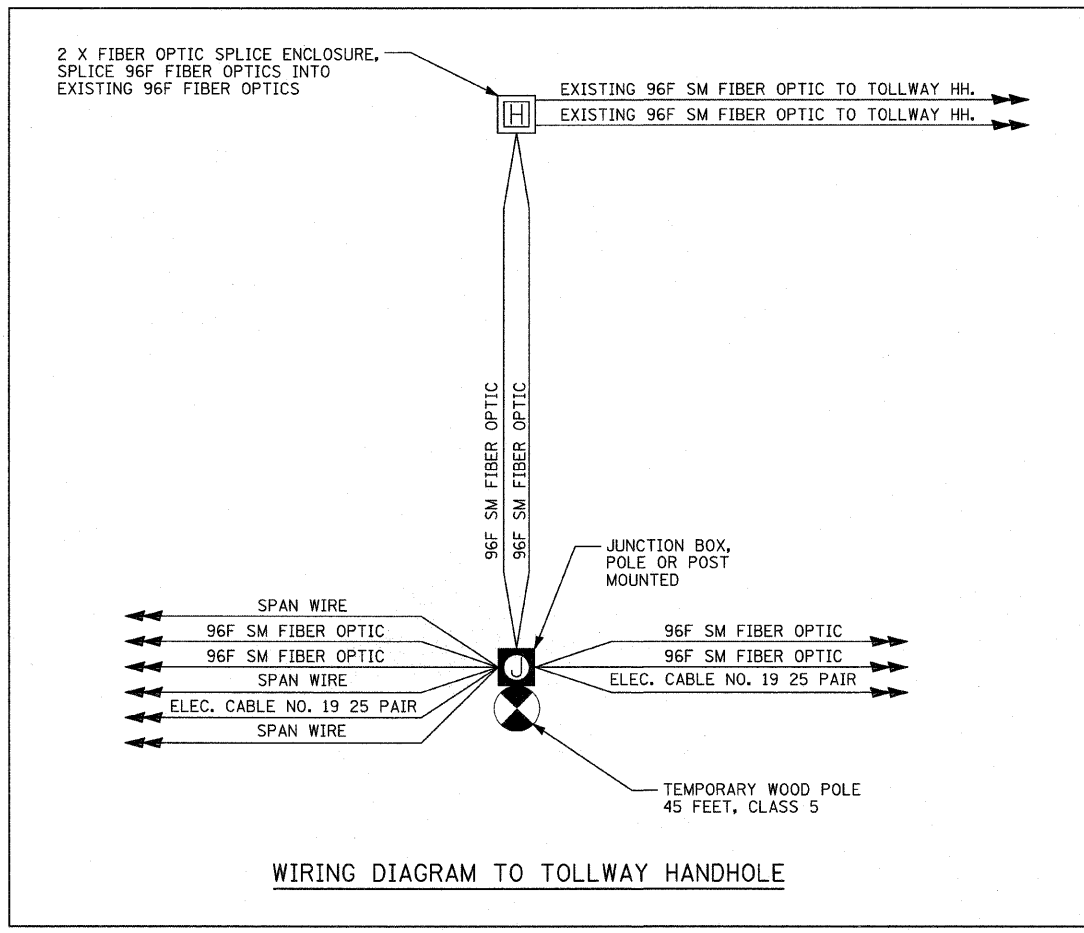 2 X FIBER OPTIC SPLICE ENCLOSURE,
SPLICE 96F FIBER OPTICS INTO
EXISTING 96F FIBER OPTICS
H
EXISTING 96F SM FIBER OPTIC TO TOLLWAY HH.
EXISTING 96F SM FIBER OPTIC TO TOLLWAY HH.
96F SM FIBER OPTIC
96F SM FIBER OPTIC
JUNCTION BOX,
POLE OR POST
MOUNTED
SPAN WIRE
96F SM FIBER OPTIC
96F SM FIBER OPTIC
SPAN WIRE
ELEC. CABLE NO. 19 25 PAIR
SPAN WIRE
J
96F SM FIBER OPTIC
96F SM FIBER OPTIC
ELEC. CABLE NO. 19 25 PAIR
TEMPORARY WOOD POLE
45 FEET, CLASS 5
WIRING DIAGRAM TO TOLLWAY HANDHOLE